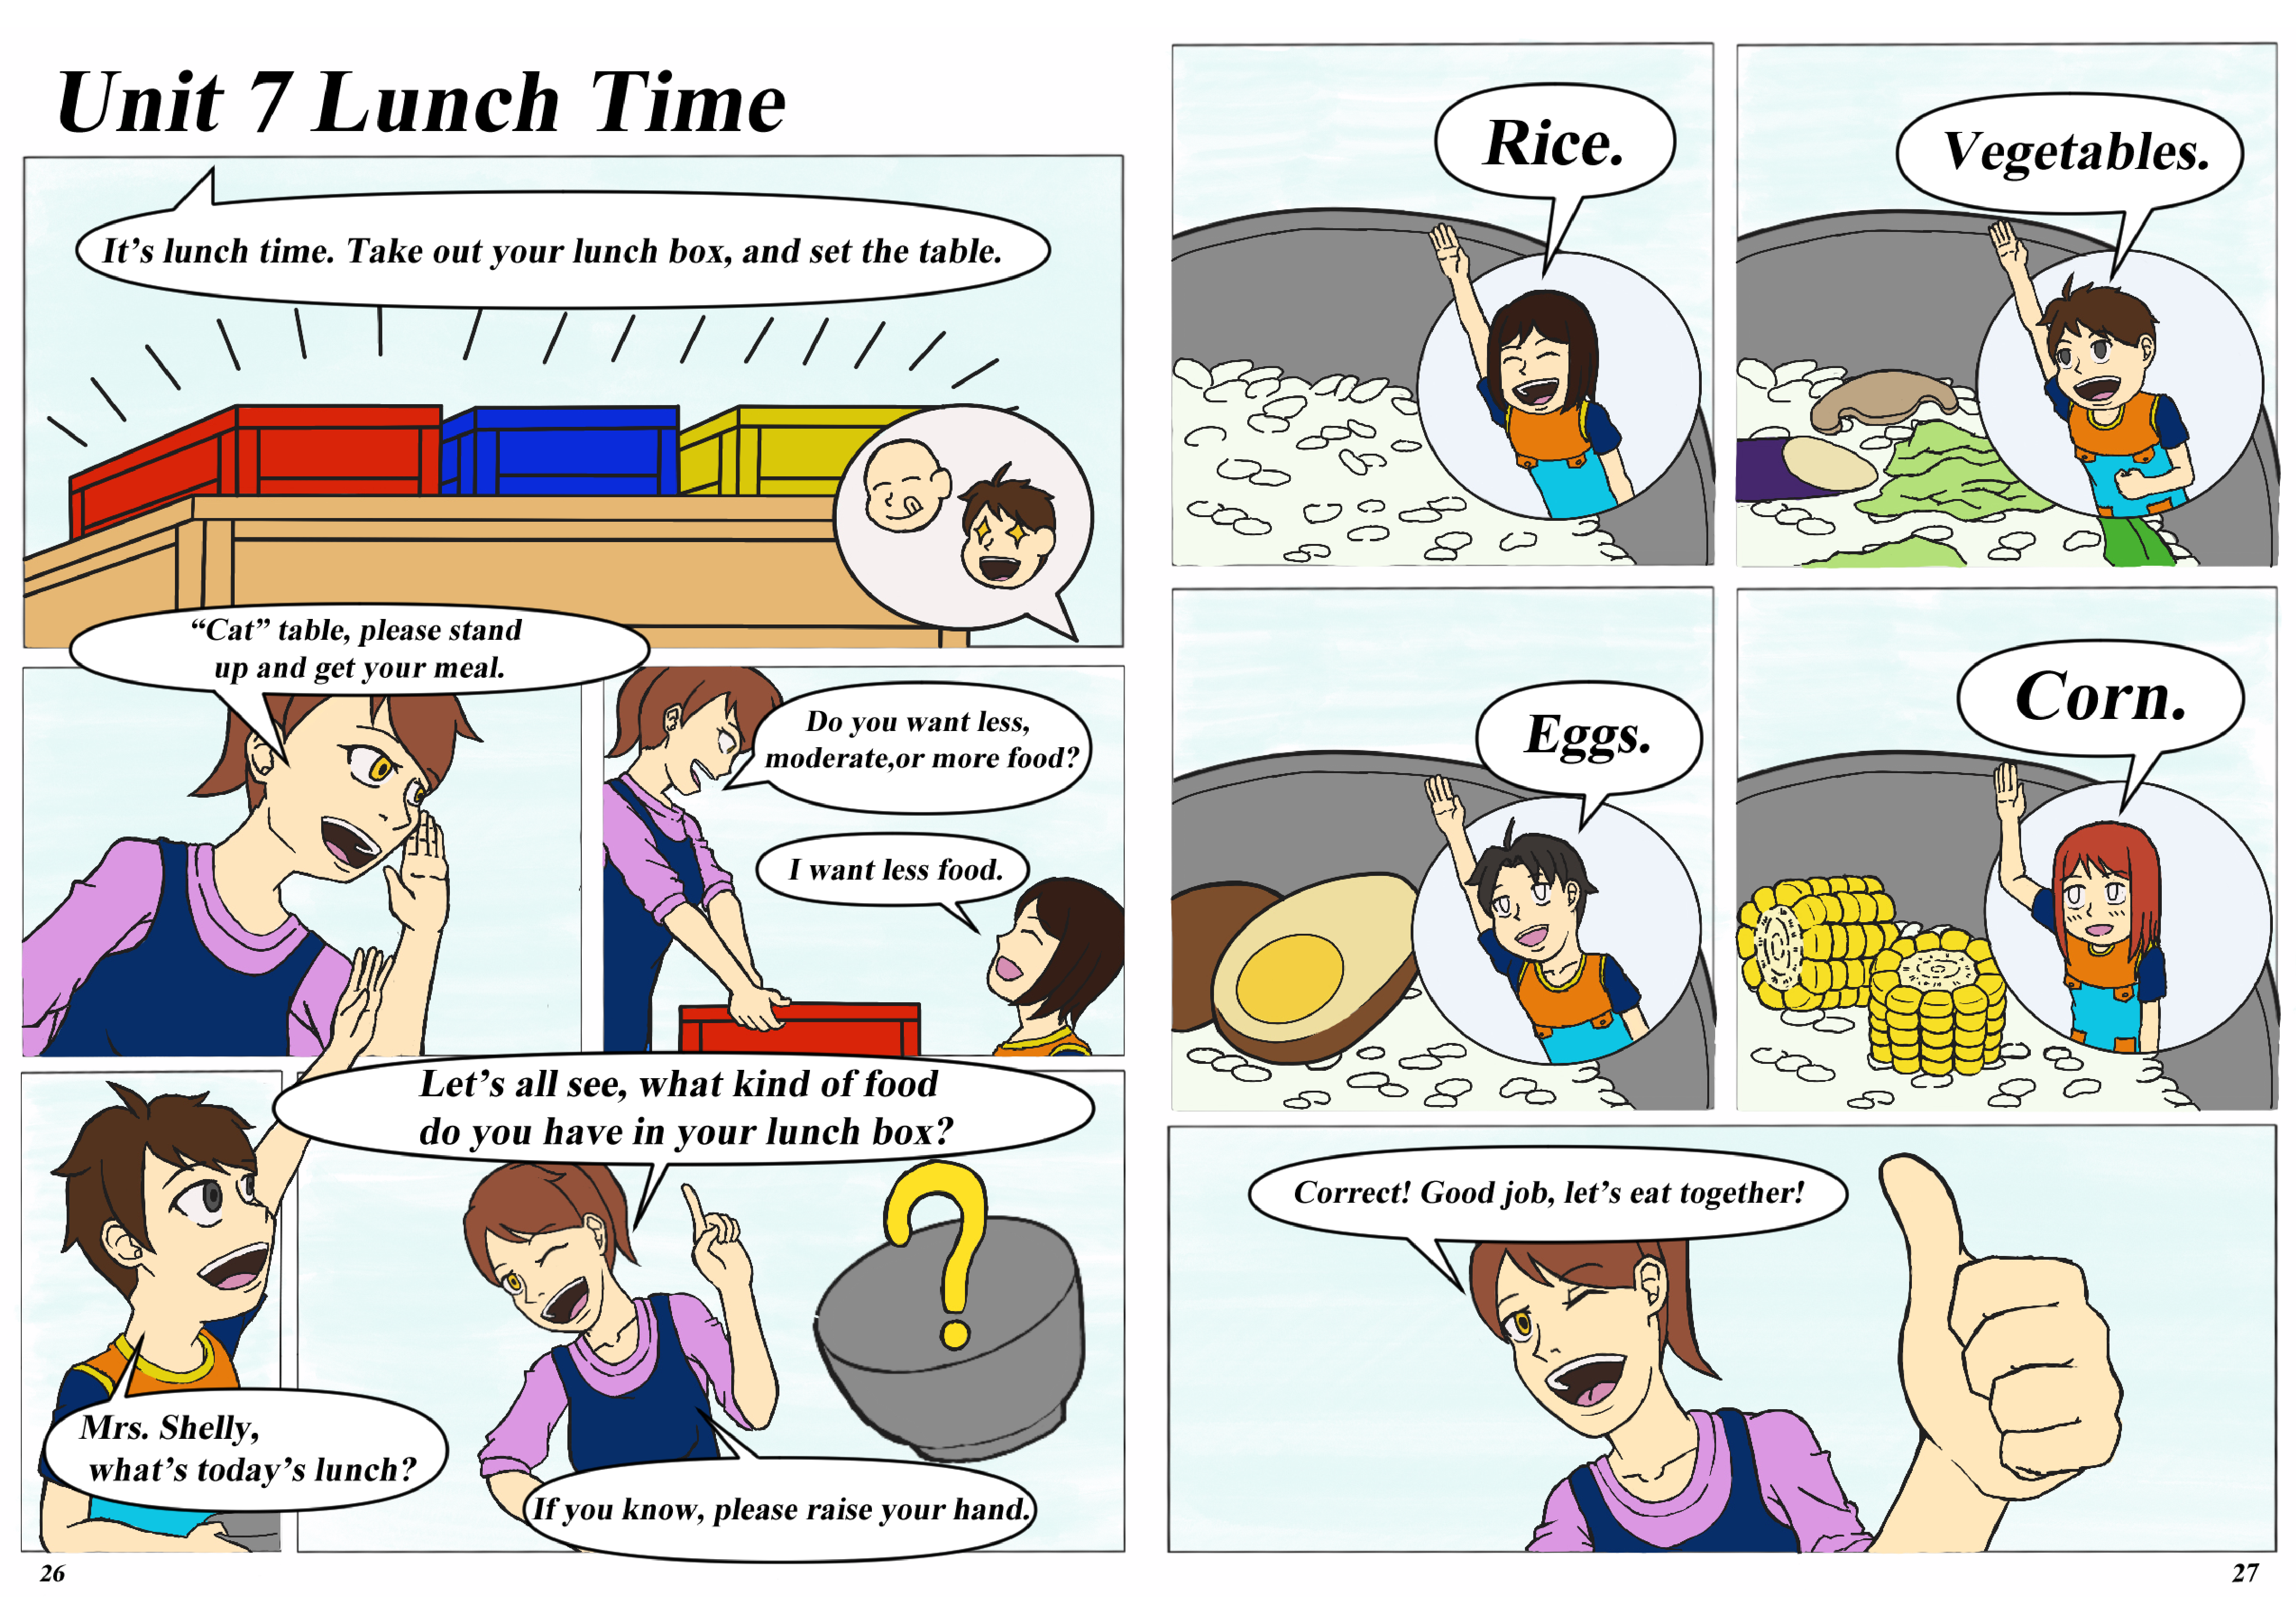 Unit 7 Lunch Time
It’s lunch time. Take out your lunch box, and set the table.
“Cat” table, please stand
up and get your meal.
Do you want less,
moderate,or more food?
I want less food.
Mrs. Shelly,
what’s today’s lunch?
Let’s all see, what kind of food
do you have in your lunch box?
If you know, please raise your hand.
26
Rice.
Vegetables.
Eggs.
Corn.
Correct! Good job, let’s eat together!
27